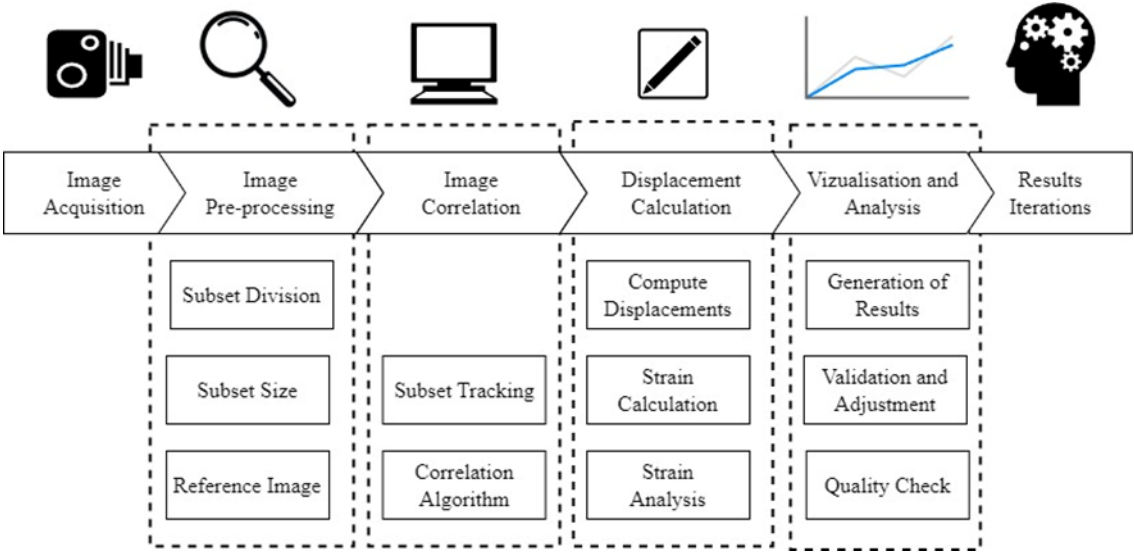 Image
Acquisition
Image
Pre-processing
Image
Correlation
Displacement
Calculation
Vizualisation and
Analysis
Results
Iterations
Subset Division
Subset Size
Reference Image
Subset Tracking
Correlation
Algorithm
Compute
Displacements
Strain
Calculation
Strain
Analysis
Generation of
Results
Validation and
Adjustment
Quality Check